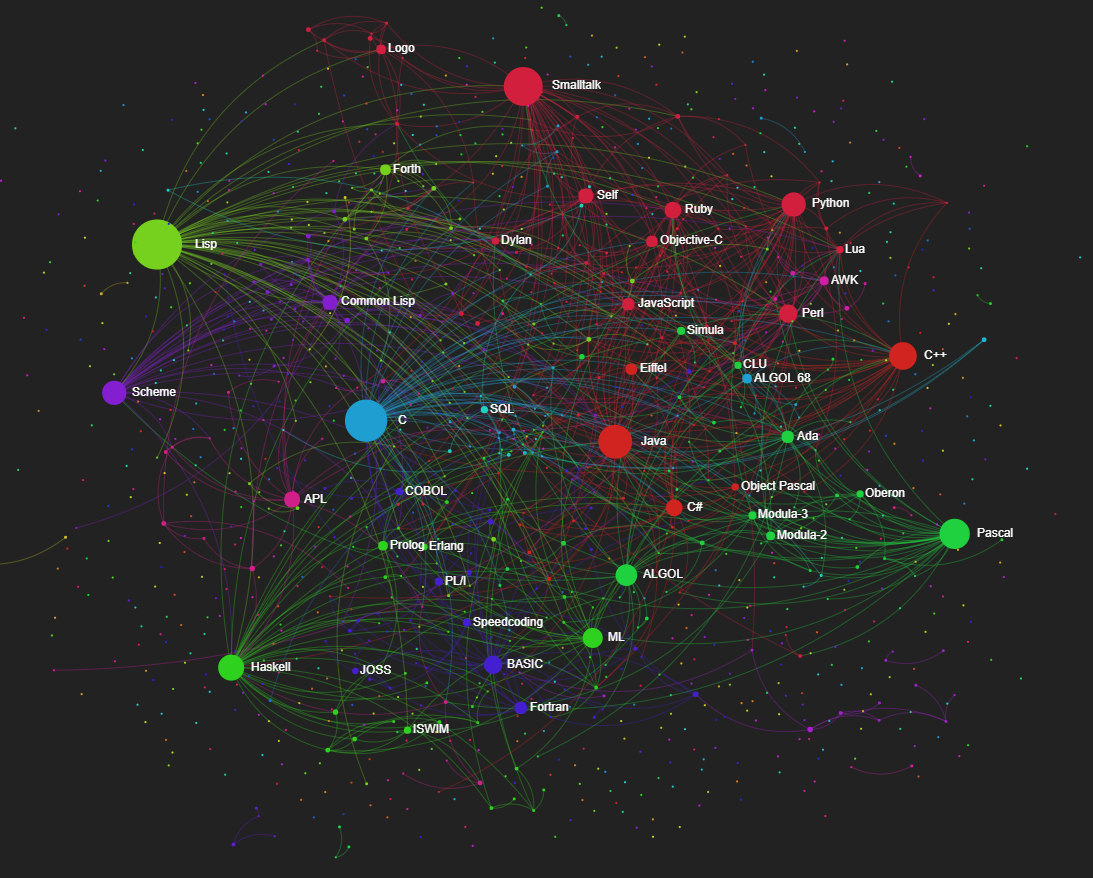 Logo
Smalltalk
Forth
Self
Ruby
Python
Lisp
Dylan
Objective-C
Lua
AWK
Common Lisp
JavaScript
Perl
Simula
C++
CLU
Eiffel
ALGOL 68
Scheme
SQL
C
Ada
Java
Object Pascal
COBOL
Oberon
APL
C#
Modula-3
Pascal
Modula-2
Prolog
Erlang
ALGOL
PL/I
Speedcoding
ML
BASIC
Haskell
JOSS
Fortran
ISWIM